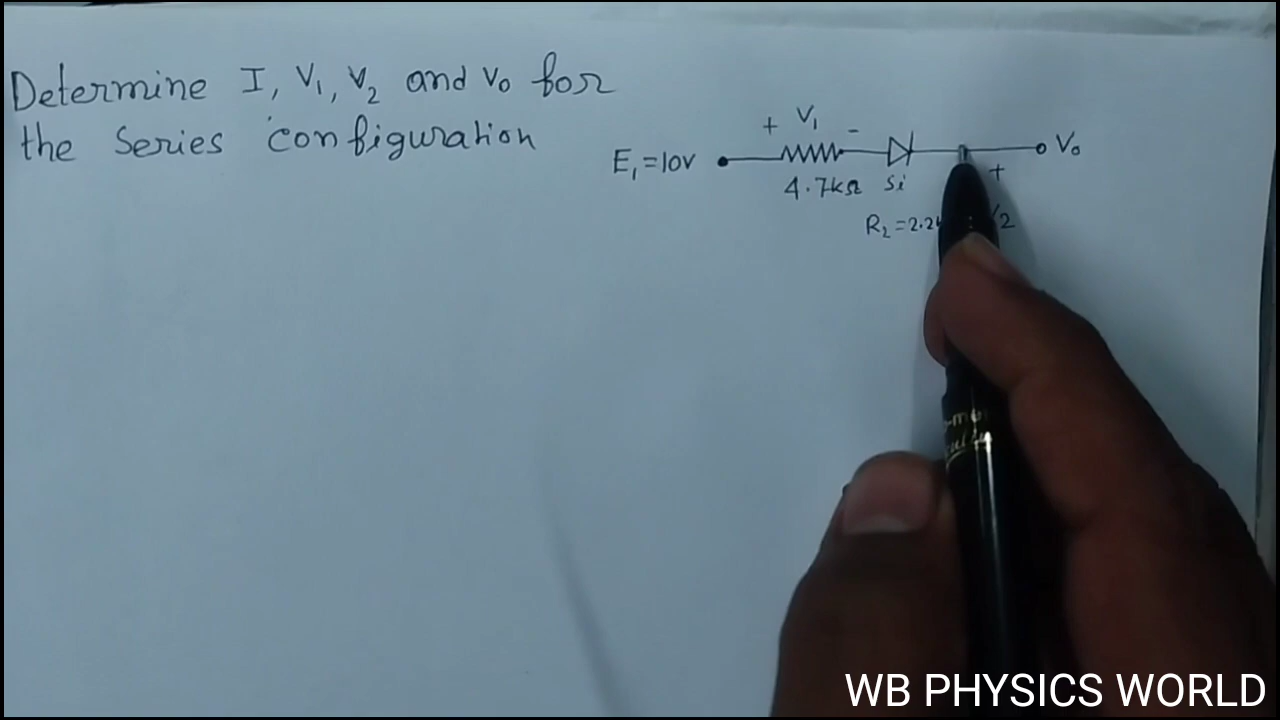 Determine I, V₁, V₂ and V₀ for
the Series configuration
V₁
+ -
E₁=10V
V₀
4.7kΩ Si
+
R₂=2.2
2
WB PHYSICS WORLD